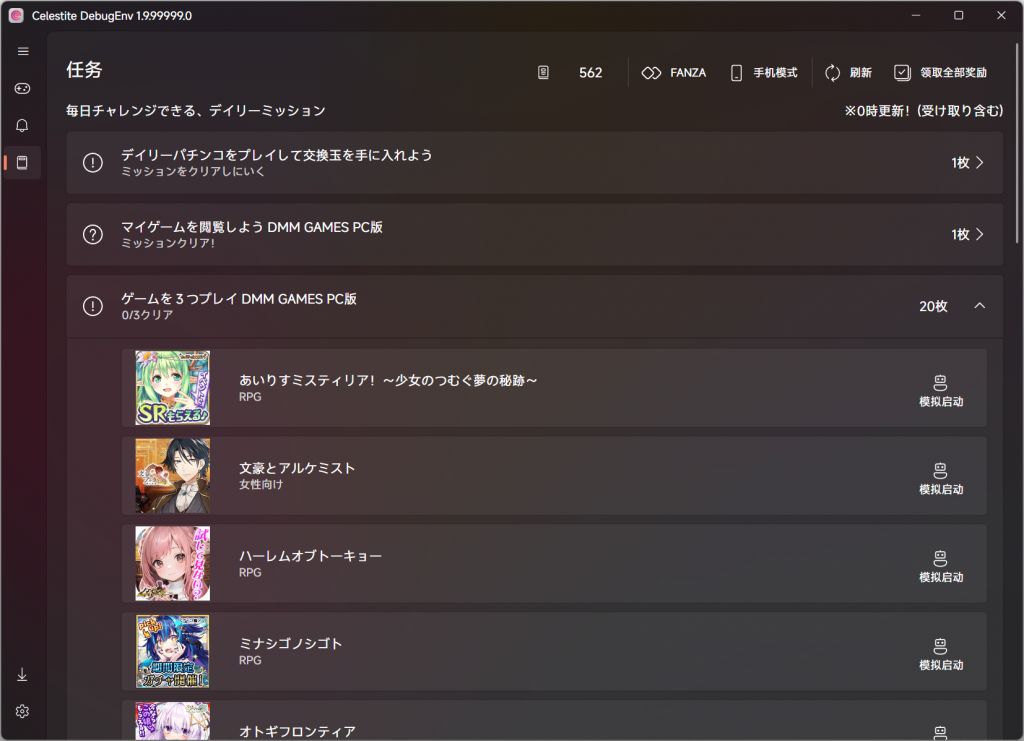 Celestite DebugEnv 1.9.99999.0
任务
562
FANZA
手机模式
刷新
领取全部奖励
毎日チャレンジできる、デイリーミッション
※0時更新！(受け取り含む)
デイリーパチンコをプレイして交換玉を手に入れよう
ミッションをクリアしにいく
1枚
マイゲームを閲覧しよう DMM GAMES PC版
ミッションクリア！
1枚
ゲームを３つプレイ DMM GAMES PC版
0/3クリア
20枚
SRもらえる♪
あいりすミスティリア！～少女のつむぐ夢の秘跡～
RPG
模拟启动
文豪とアルケミスト
女性向け
模拟启动
ハーレムオブトーキョー
RPG
模拟启动
期間限定
ガチャ開催！
ミナシゴノシゴト
RPG
模拟启动
オトギフロンティア